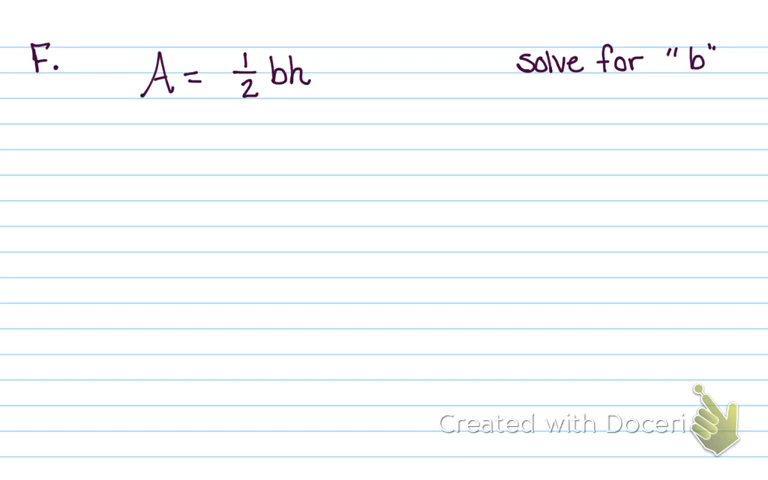 F. A = 1/2 bh solve for "b"
Created with Doceri